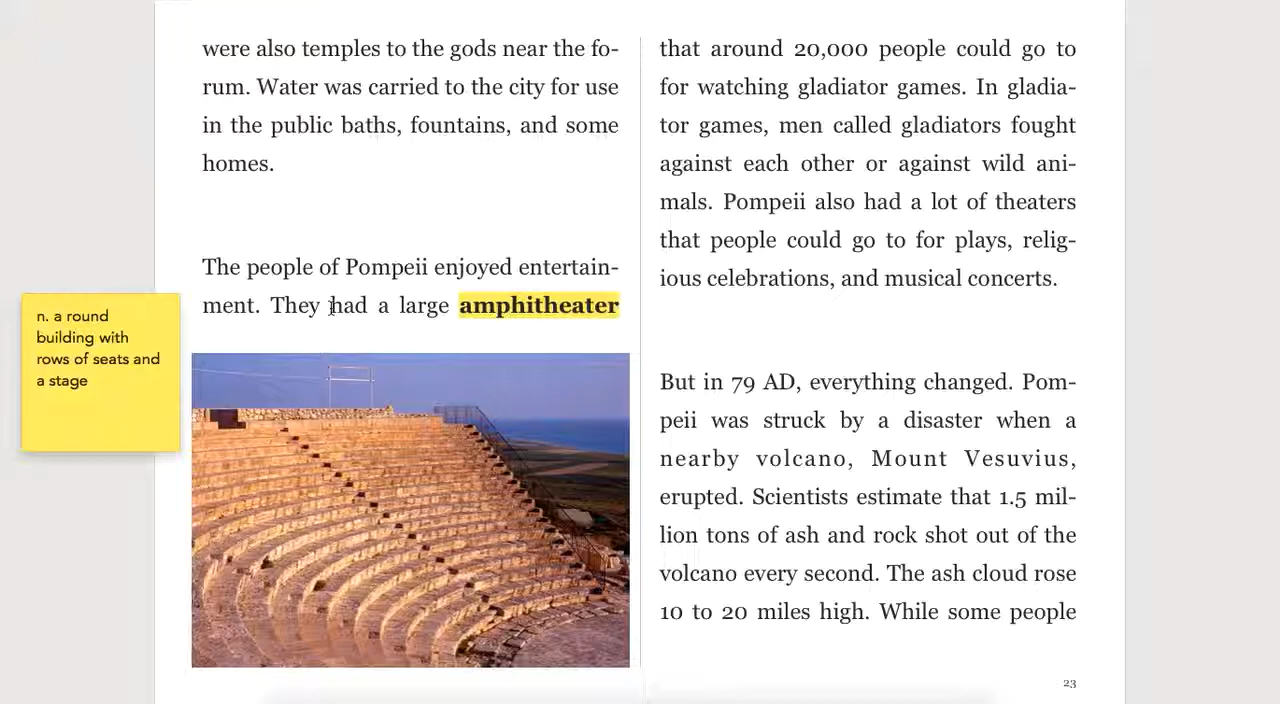 were also temples to the gods near the fo-
rum. Water was carried to the city for use
in the public baths, fountains, and some
homes.
The people of Pompeii enjoyed entertain-
ment. They had a large amphitheater
n. a round
building with
rows of seats and
a stage
that around 20,000 people could go to
for watching gladiator games. In gladia-
tor games, men called gladiators fought
against each other or against wild ani-
mals. Pompeii also had a lot of theaters
that people could go to for plays, relig-
ious celebrations, and musical concerts.
But in 79 AD, everything changed. Pom-
peii was struck by a disaster when a
nearby volcano, Mount Vesuvius,
erupted. Scientists estimate that 1.5 mil-
lion tons of ash and rock shot out of the
volcano every second. The ash cloud rose
10 to 20 miles high. While some people
23